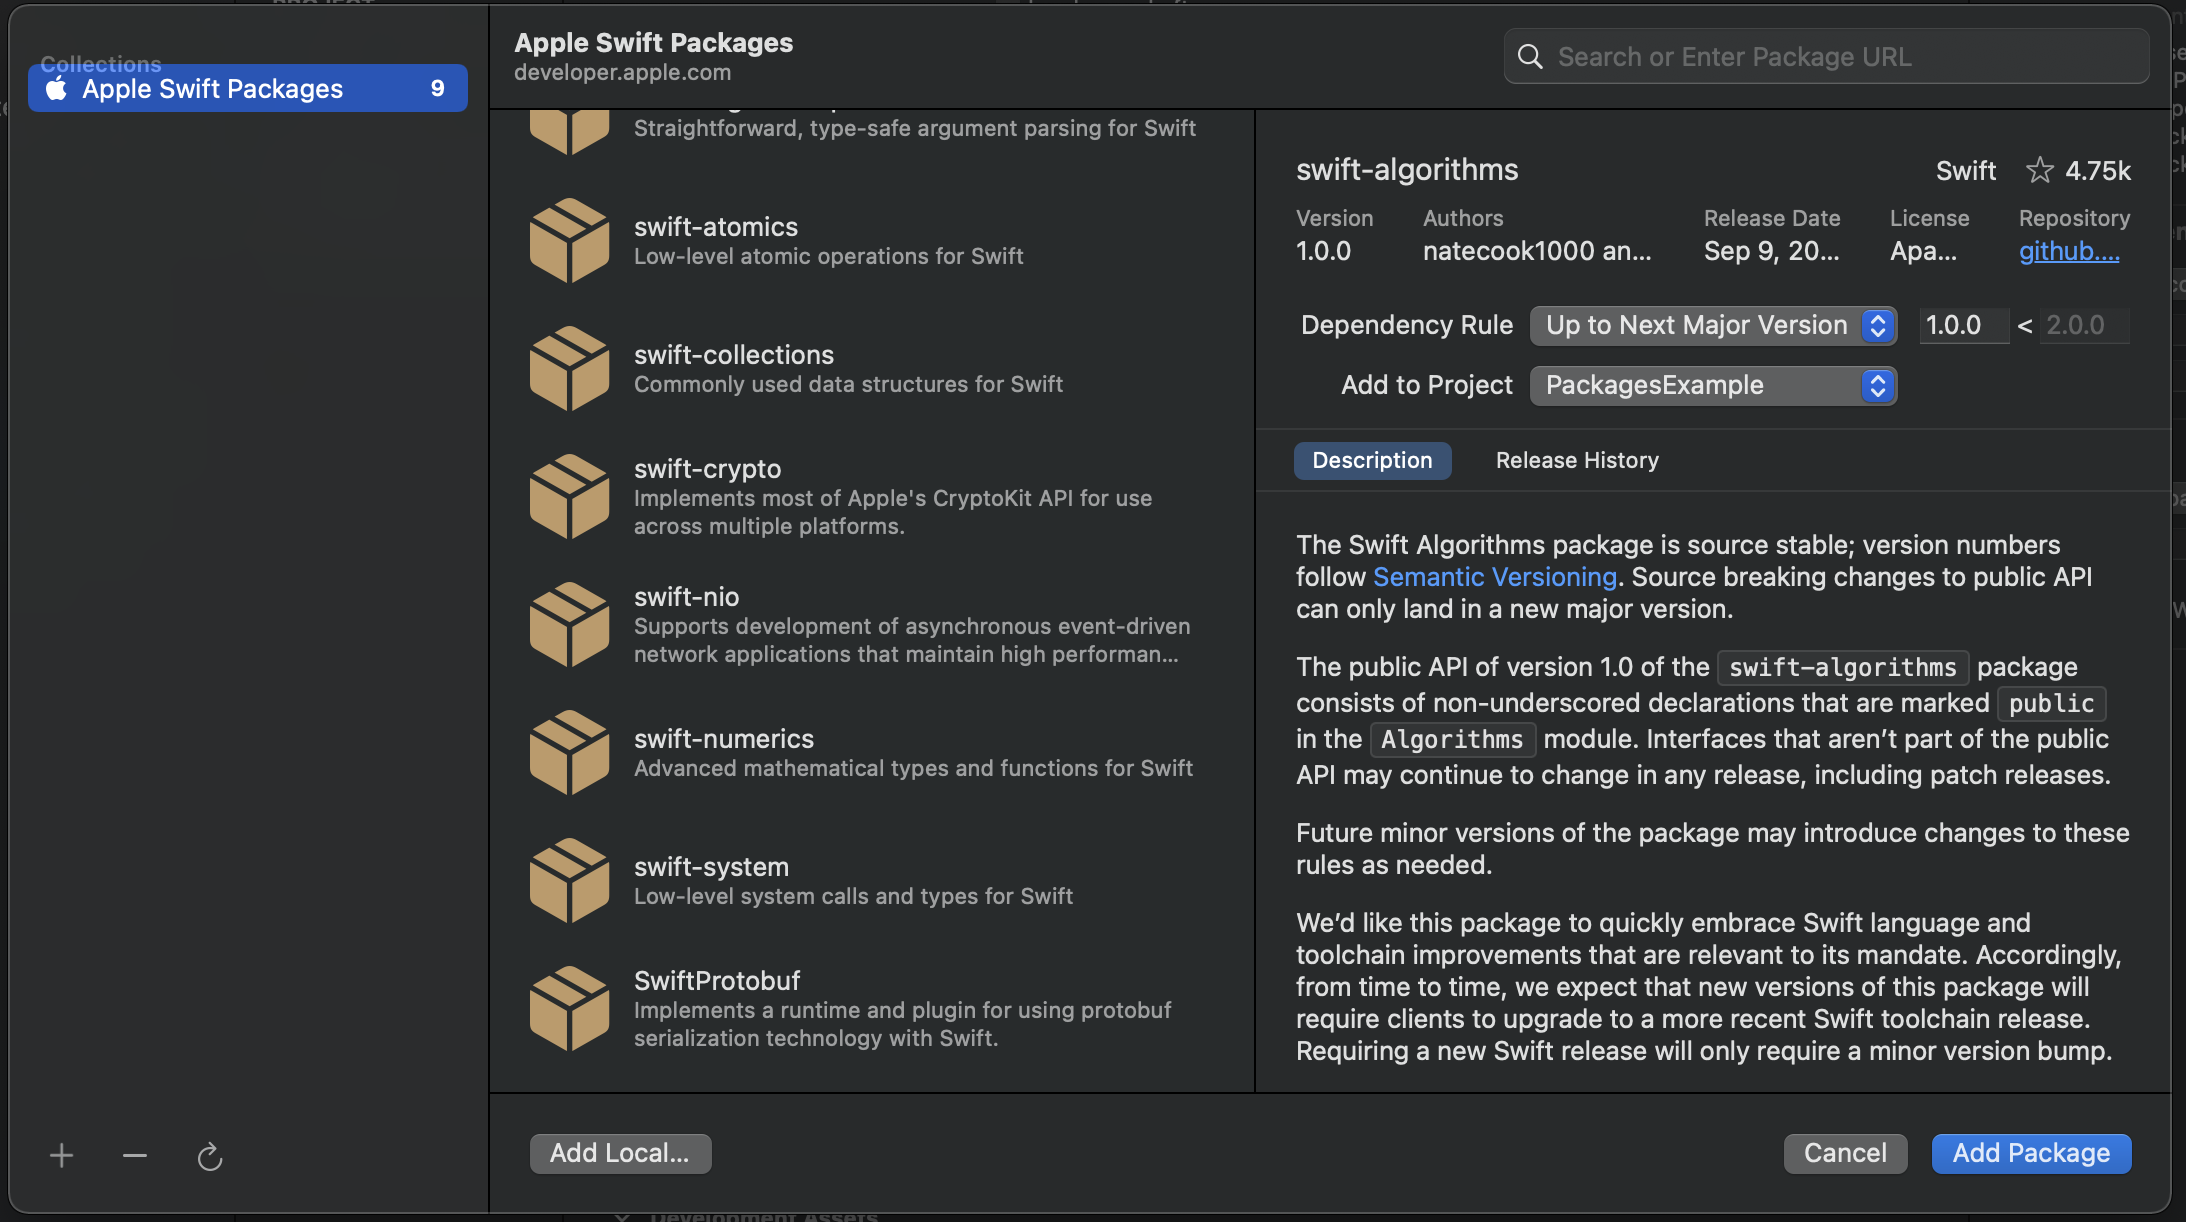 Collections
Apple Swift Packages 9
Apple Swift Packages
developer.apple.com
Search or Enter Package URL
Straightforward, type-safe argument parsing for Swift
swift-atomics
Low-level atomic operations for Swift
swift-collections
Commonly used data structures for Swift
swift-crypto
Implements most of Apple's CryptoKit API for use
across multiple platforms.
swift-nio
Supports development of asynchronous event-driven
network applications that maintain high performan...
swift-numerics
Advanced mathematical types and functions for Swift
swift-system
Low-level system calls and types for Swift
SwiftProtobuf
Implements a runtime and plugin for using protobuf
serialization technology with Swift.
swift-algorithms Swift 4.75k
Version Authors Release Date License Repository
1.0.0 natecook1000 an... Sep 9, 20... Apa... github....
Dependency Rule Up to Next Major Version 1.0.0 < 2.0.0
Add to Project PackagesExample
Description Release History
The Swift Algorithms package is source stable; version numbers
follow Semantic Versioning. Source breaking changes to public API
can only land in a new major version.
The public API of version 1.0 of the swift-algorithms package
consists of non-underscored declarations that are marked public
in the Algorithms module. Interfaces that aren’t part of the public
API may continue to change in any release, including patch releases.
Future minor versions of the package may introduce changes to these
rules as needed.
We’d like this package to quickly embrace Swift language and
toolchain improvements that are relevant to its mandate. Accordingly,
from time to time, we expect that new versions of this package will
require clients to upgrade to a more recent Swift toolchain release.
Requiring a new Swift release will only require a minor version bump.
Add Local...
Cancel
Add Package
Development Assets